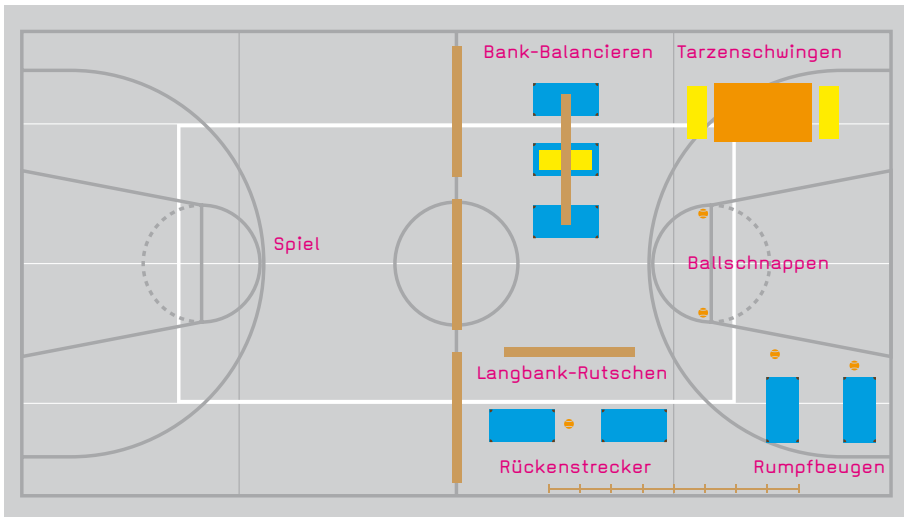 Bank-Balancieren
Tarzenschwingen
Spiel
Ballschnappen
Langbank-Rutschen
Rückenstrecker
Rumpfbeugen